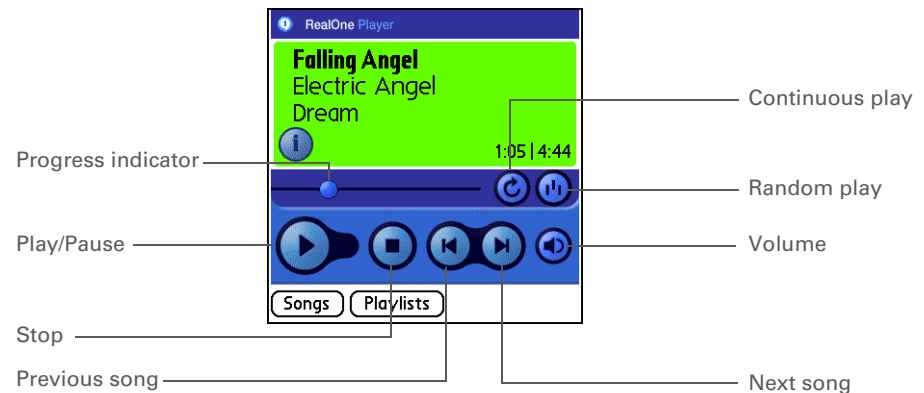 RealOne Player
Falling Angel
Electric Angel
Dream
1:05 | 4:44
Continuous play
Progress indicator
Random play
Play/Pause
Volume
Songs
Playlists
Stop
Previous song
Next song